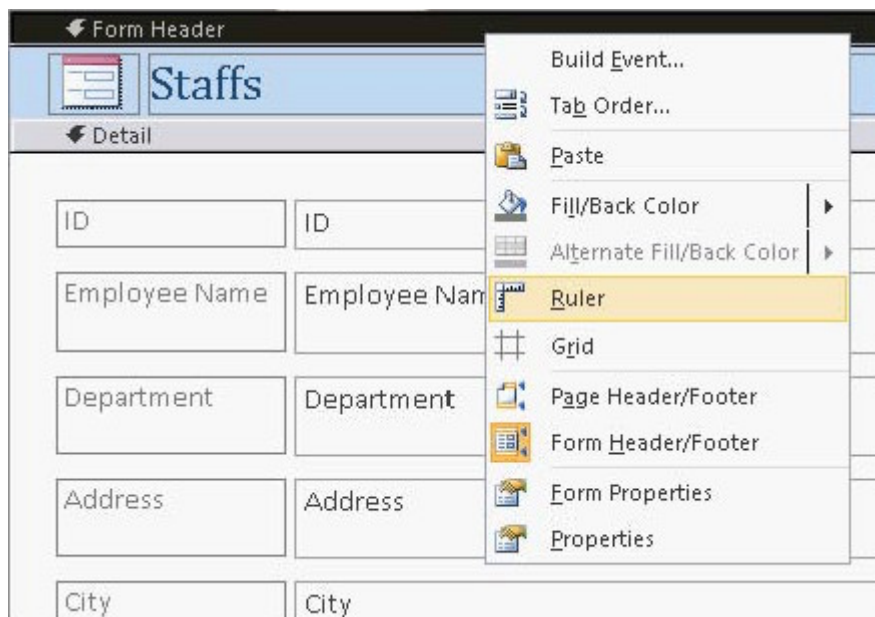 Form Header
Staffs
Detail
ID ID
Employee Name Employee Nam
Department Department
Address Address
City City
Build Event...
Tab Order...
Paste
Fill/Back Color
Alternate Fill/Back Color
Ruler
Grid
Page Header/Footer
Form Header/Footer
Form Properties
Properties